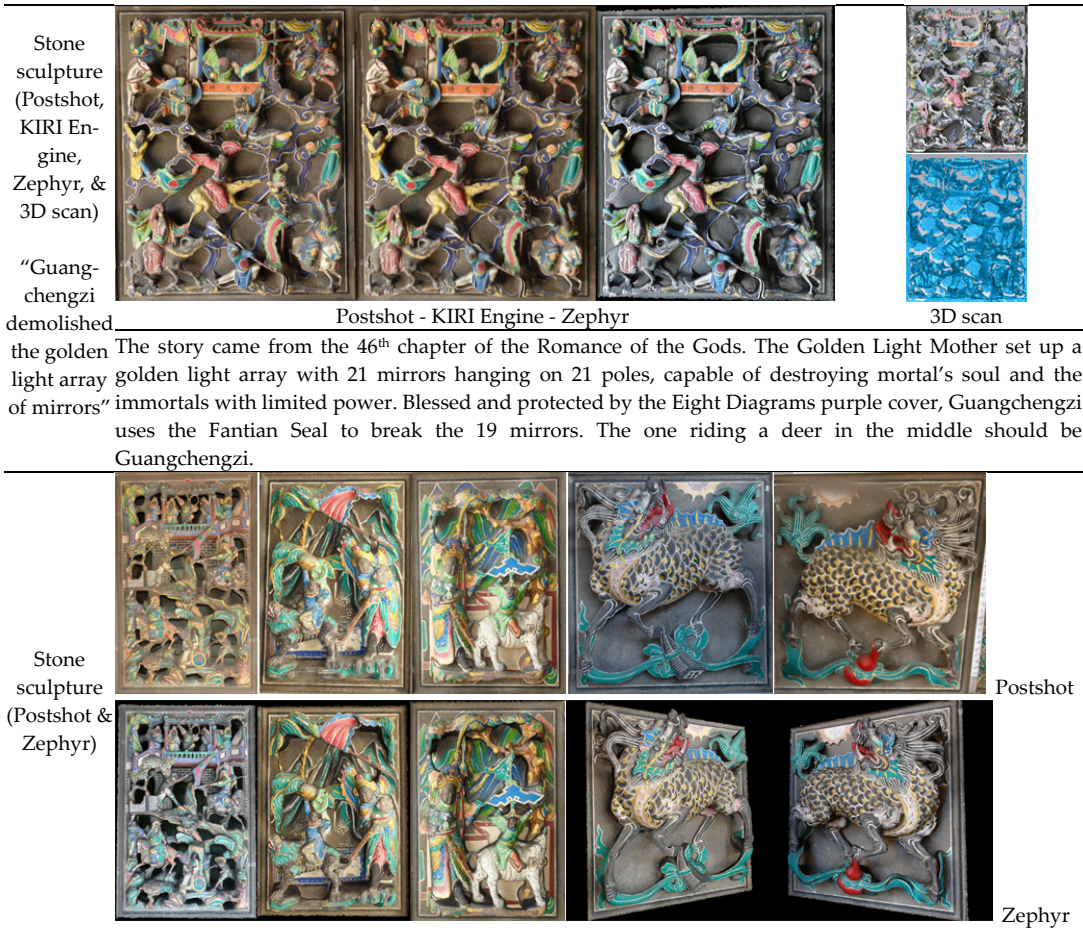 Stone
sculpture
(Postshot,
KIRI En-
gine,
Zephyr, &
3D scan)
“Guang-
chengzi
demolished
the golden
light array
of mirrors”
Postshot - KIRI Engine - Zephyr
3D scan
The story came from the 46th chapter of the Romance of the Gods. The Golden Light Mother set up a
golden light array with 21 mirrors hanging on 21 poles, capable of destroying mortal’s soul and the
immortals with limited power. Blessed and protected by the Eight Diagrams purple cover, Guangchengzi
uses the Fantian Seal to break the 19 mirrors. The one riding a deer in the middle should be
Guangchengzi.
Stone
sculpture
(Postshot &
Zephyr)
Postshot
Zephyr